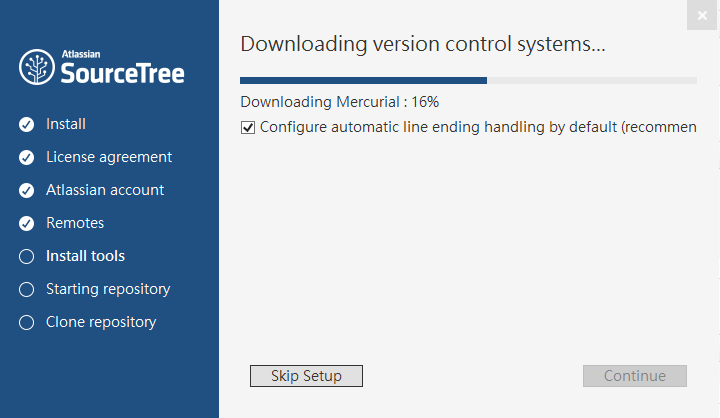 Atlassian
SourceTree
Install
License agreement
Atlassian account
Remotes
Install tools
Starting repository
Clone repository
Downloading version control systems...
Downloading Mercurial : 16%
Configure automatic line ending handling by default (recommen
Skip Setup
Continue